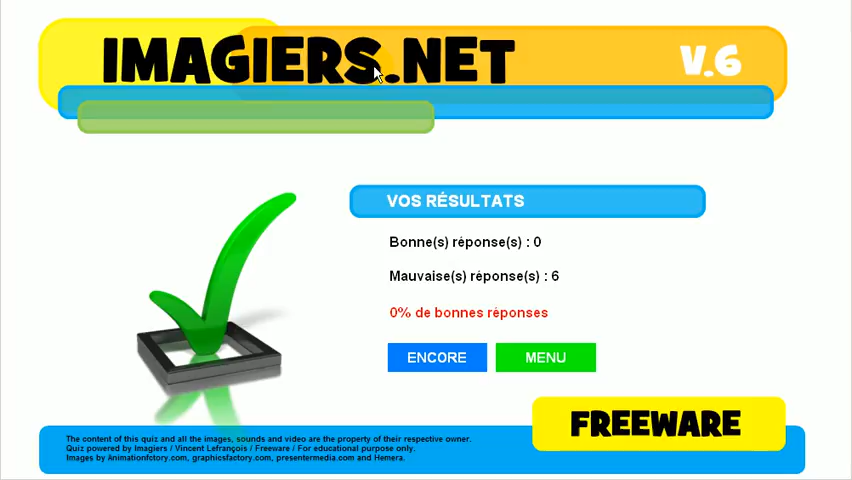 IMAGIERS.NET
V.6
VOS RÉSULTATS
Bonne(s) réponse(s) : 0
Mauvaise(s) réponse(s) : 6
0% de bonnes réponses
ENCORE
MENU
FREEWARE
The content of this quiz and all the images, sounds and video are the property of their respective owner.
Quiz powered by Imagiers / Vincent Lefrançois / Freeware / For educational purpose only.
Images by Animationfctory.com, graphicsfactory.com, presentermedia.com and Hemera.